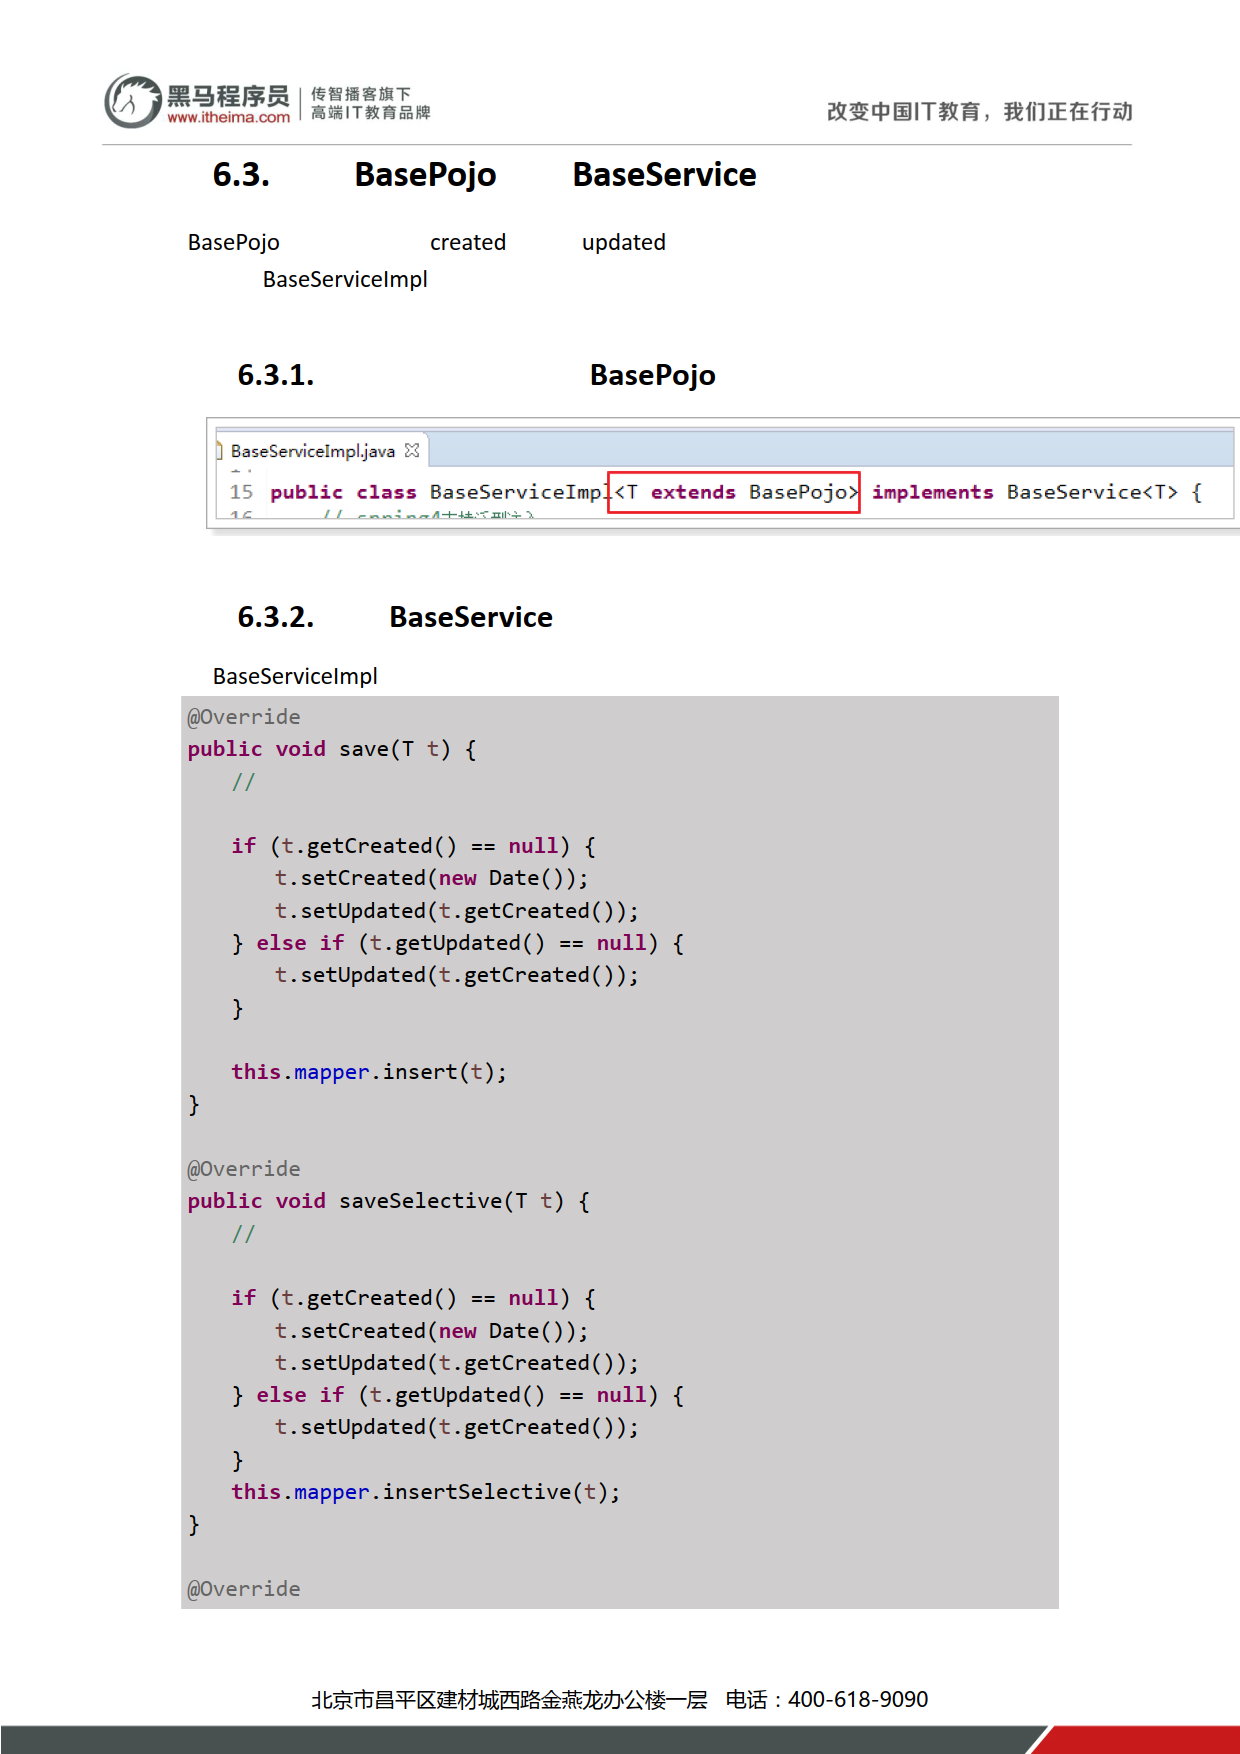 黑马程序员
www.itheima.com
传智播客旗下
高端IT教育品牌
改变中国IT教育，我们正在行动
6.3. BasePojo BaseService
BasePojo created updated
BaseServiceImpl
6.3.1. BasePojo
BaseServiceImpl.java
15 public class BaseServiceImpl<T extends BasePojo> implements BaseService<T> {
6.3.2. BaseService
BaseServiceImpl
@Override
public void save(T t) {
//
if (t.getCreated() == null) {
t.setCreated(new Date());
t.setUpdated(t.getCreated());
} else if (t.getUpdated() == null) {
t.setUpdated(t.getCreated());
}
this.mapper.insert(t);
}
@Override
public void saveSelective(T t) {
//
if (t.getCreated() == null) {
t.setCreated(new Date());
t.setUpdated(t.getCreated());
} else if (t.getUpdated() == null) {
t.setUpdated(t.getCreated());
}
this.mapper.insertSelective(t);
}
@Override
北京市昌平区建材城西路金燕龙办公楼一层 电话：400-618-9090